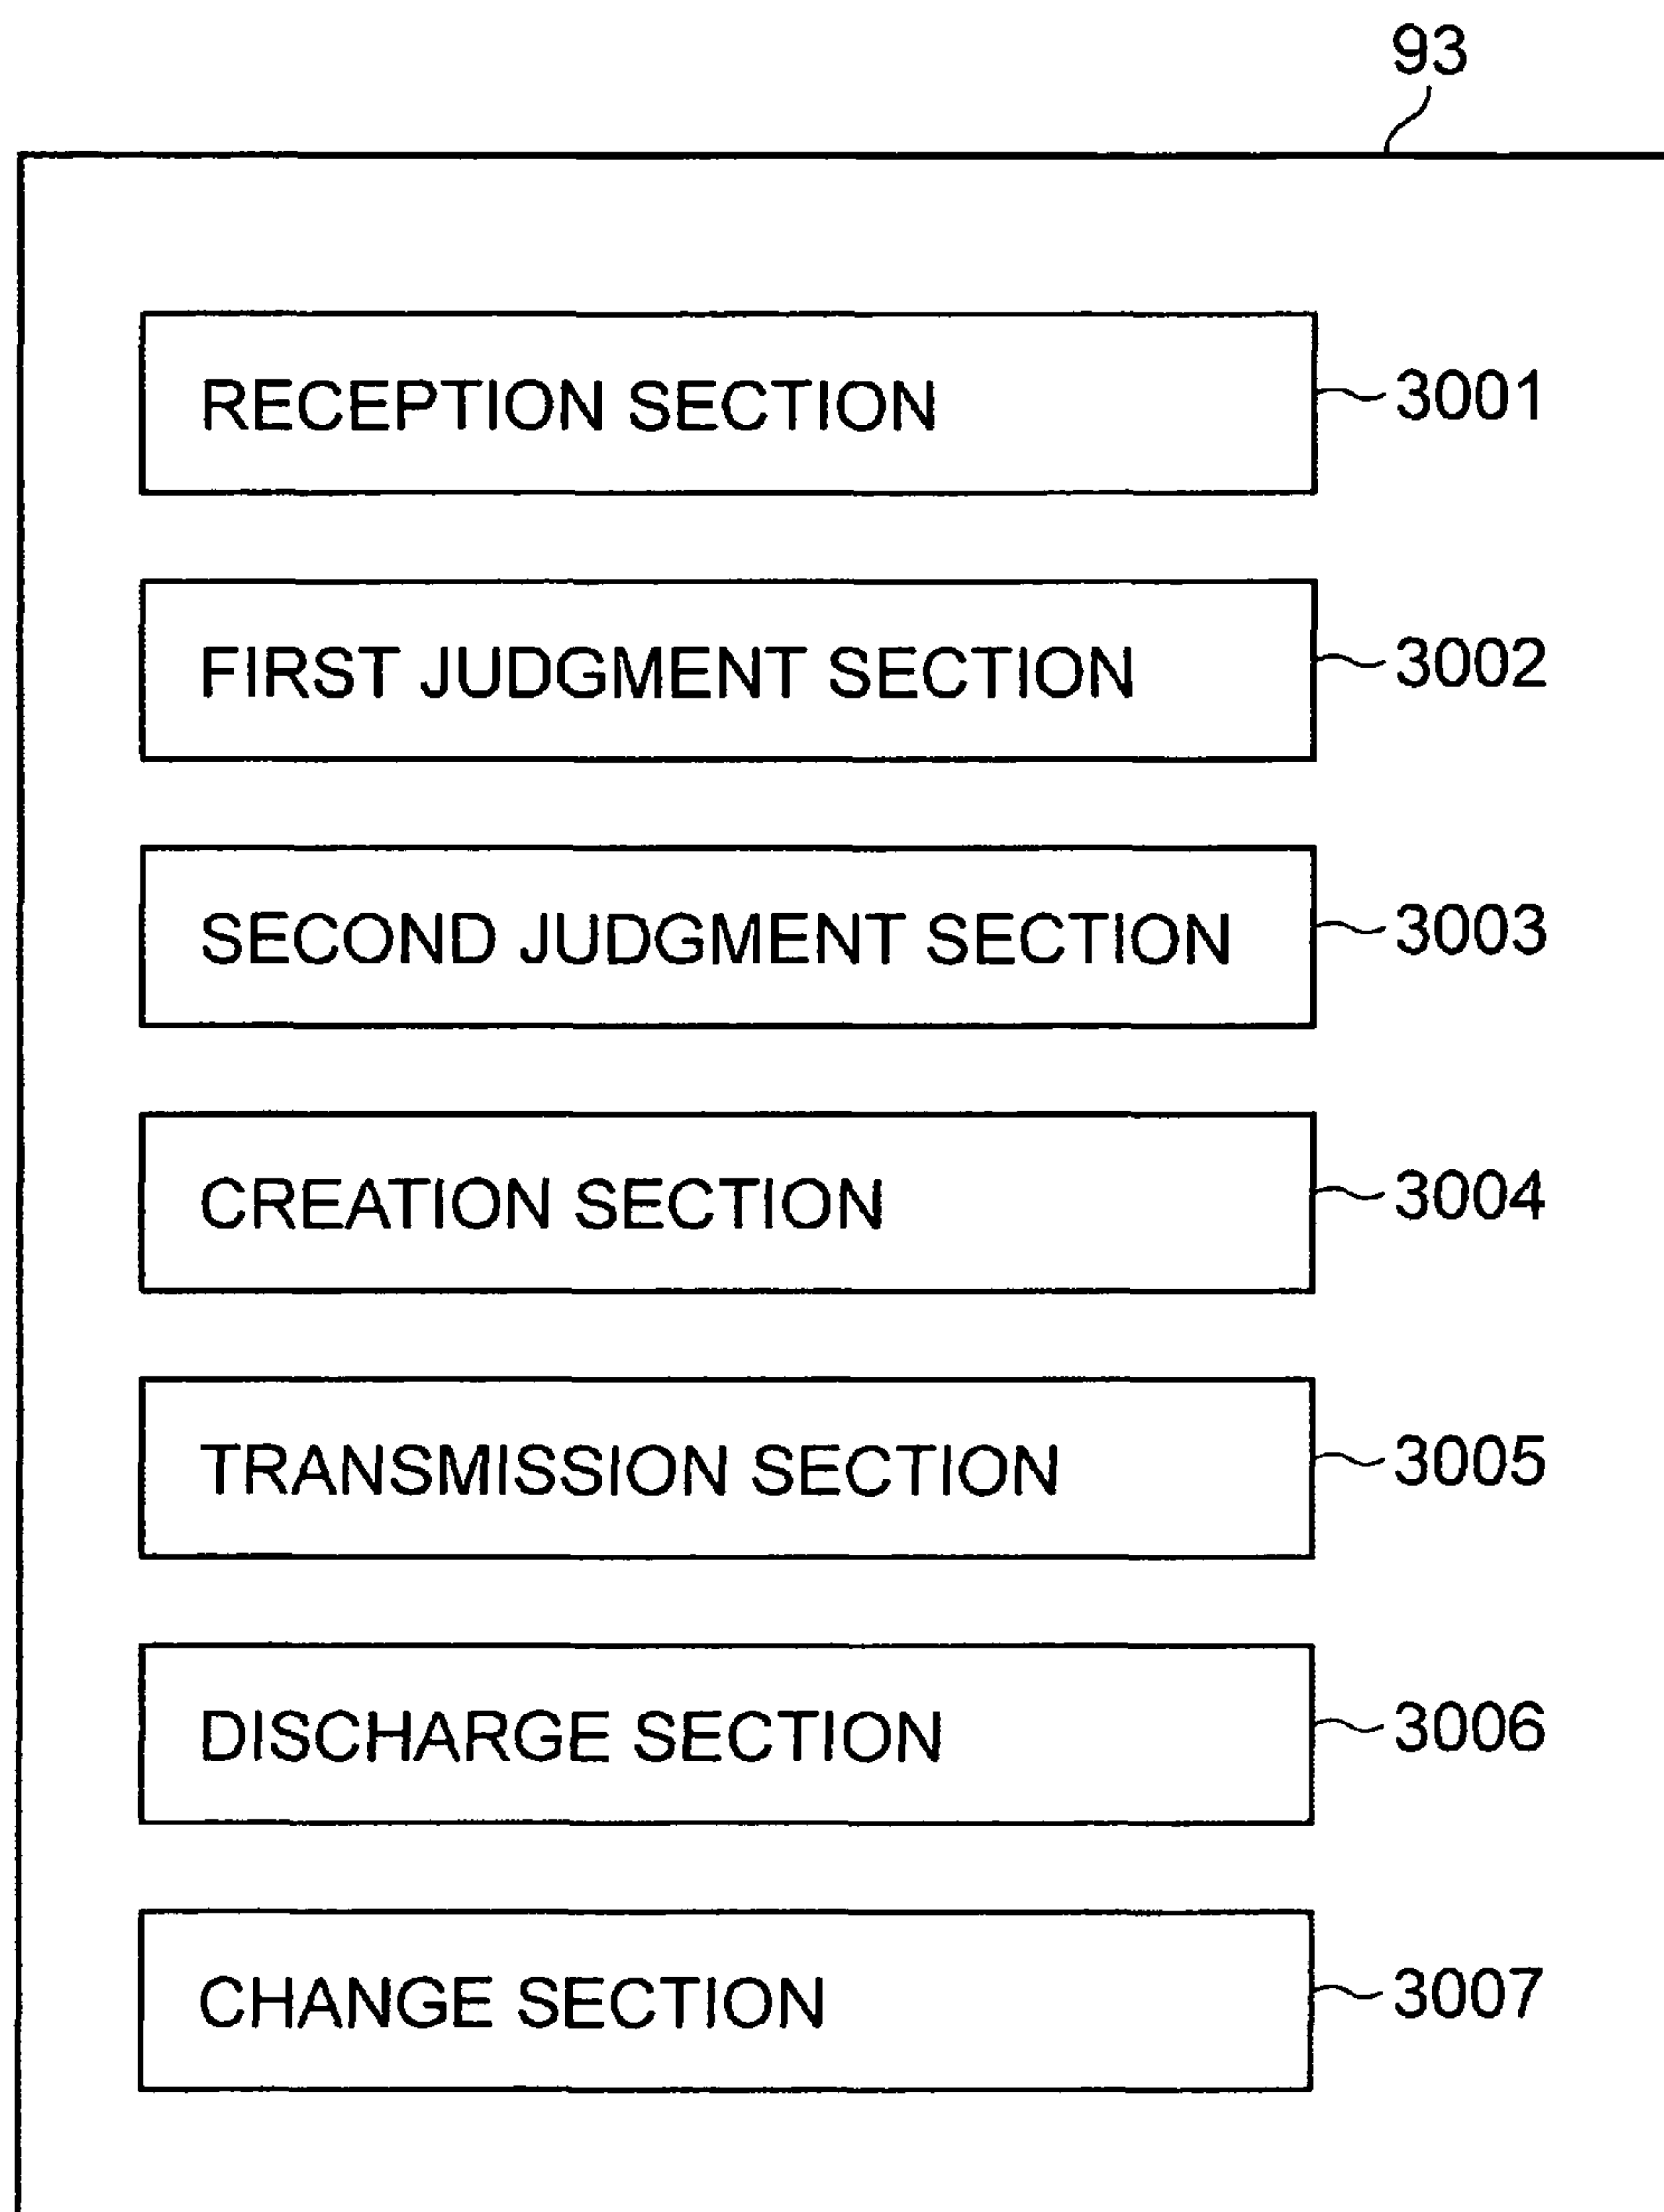 93
RECEPTION SECTION 3001
FIRST JUDGMENT SECTION 3002
SECOND JUDGMENT SECTION 3003
CREATION SECTION 3004
TRANSMISSION SECTION 3005
DISCHARGE SECTION 3006
CHANGE SECTION 3007